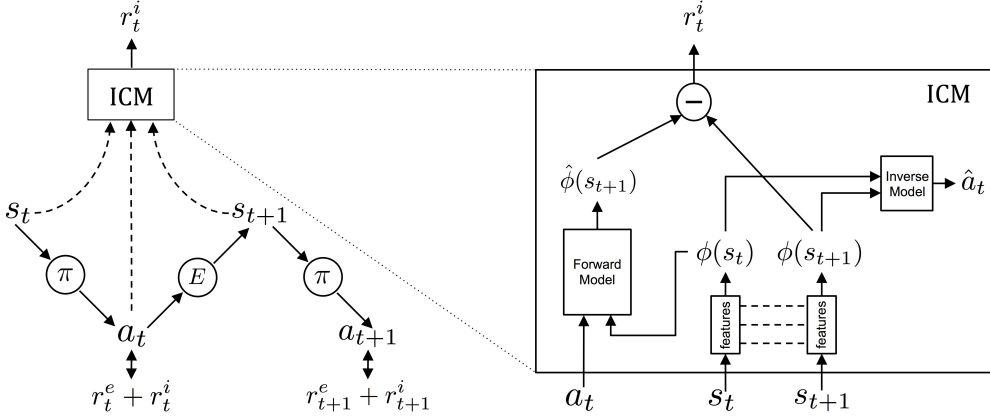 r_t^i
ICM
s_t
s_{t+1}
π
E
π
a_t
a_{t+1}
r_t^e + r_t^i
r_{t+1}^e + r_{t+1}^i
r_t^i
ICM
−
\hat{ϕ}(s_{t+1})
Inverse
Model
\hat{a}_t
Forward
Model
ϕ(s_t)
ϕ(s_{t+1})
features
features
a_t
s_t
s_{t+1}